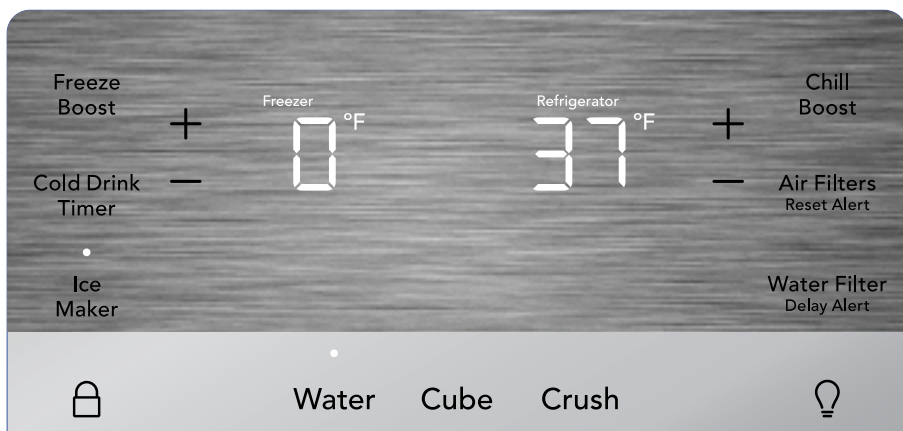 Freeze
Boost
+
Freezer
0 °F
Refrigerator
37 °F
+
Chill
Boost
Cold Drink
Timer
−
−
Air Filters
Reset Alert
Ice
Maker
Water Filter
Delay Alert
Water
Cube
Crush